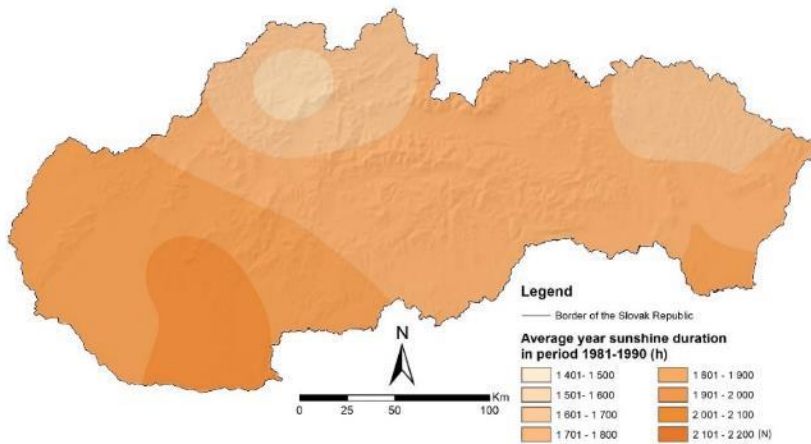 Legend
Border of the Slovak Republic
Average year sunshine duration
in period 1981-1990 (h)
1 401- 1 500
1 501 - 1 600
1 601 - 1 700
1 701 - 1 800
1 801 - 1 900
1 901 - 2 000
2 001 - 2 100
2 101 - 2 200 (N)
N
Km
0 25 50 100